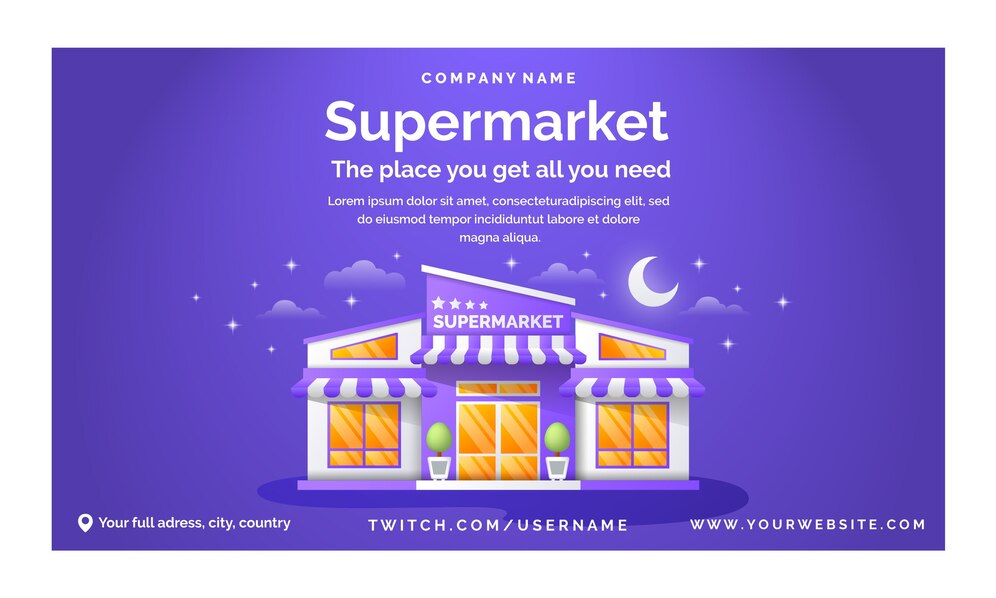 COMPANY NAME
Supermarket
The place you get all you need
Lorem ipsum dolor sit amet, consecteturadipiscing elit, sed
do eiusmod tempor incididuntut labore et dolore
magna aliqua.
SUPERMARKET
Your full adress, city, country
TWITCH.COM/USERNAME
WWW.YOURWEBSITE.COM